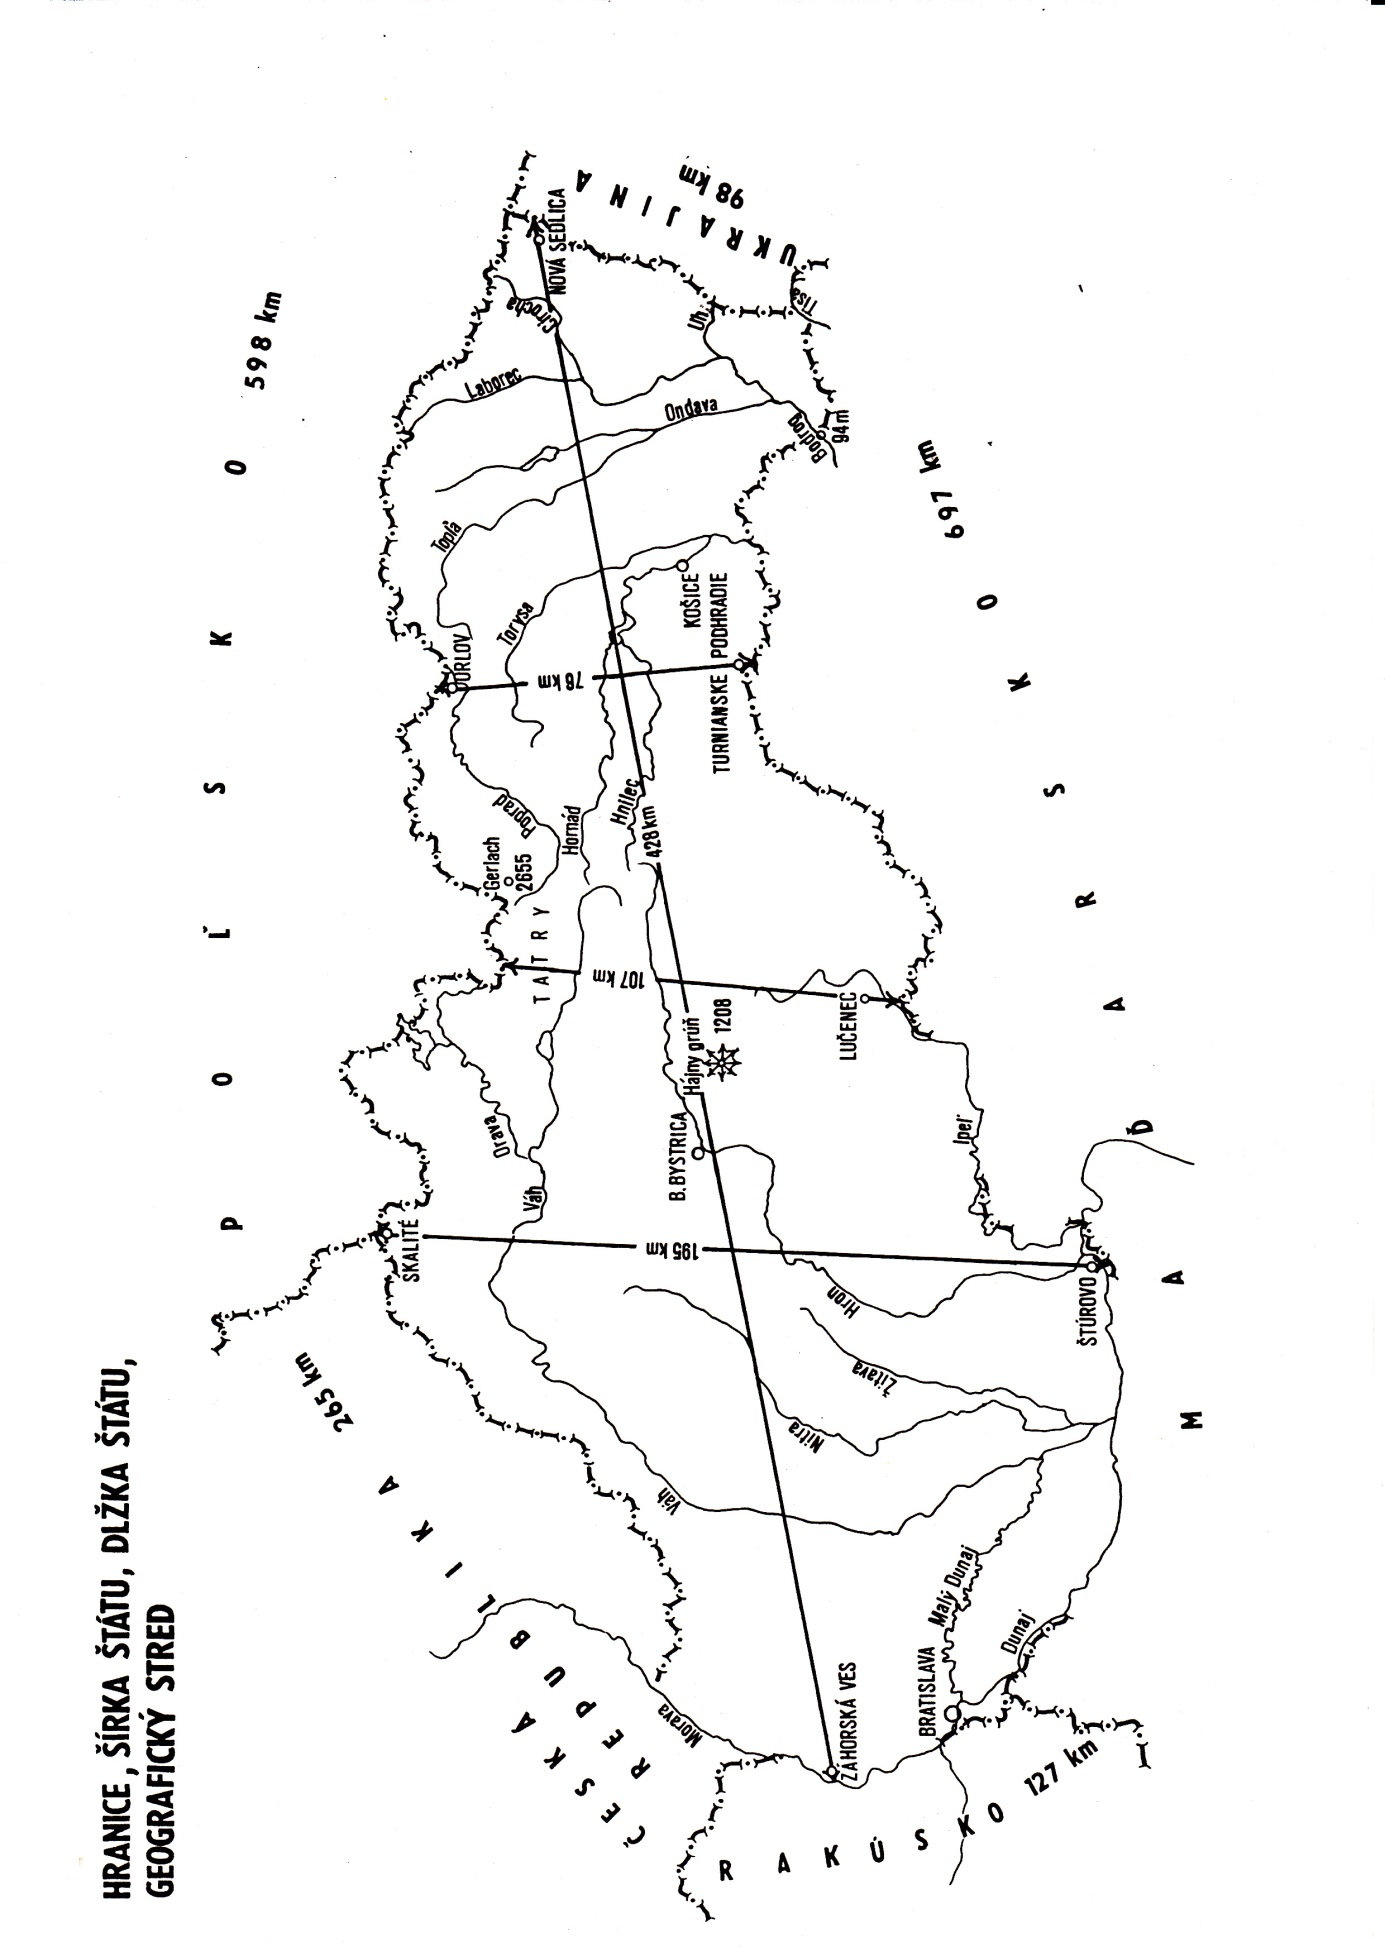 HRANICE, ŠÍRKA ŠTÁTU, DLŽKA ŠTÁTU,
GEOGRAFICKÝ STRED
POĽSKO
598 km
UKRAJINA
98 km
265 km
ČESKÁ
REPUBLIKA
RAKÚSKO
127 km
MAĎARSKO
697 km
SKALITÉ
Orava
Váh
TATRY
Gerlach
2655
Poprad
Hornád
Hnilec
ORLOV
Torysa
Topľa
Laborec
Ondava
Cirocha
NOVÁ SEDLICA
Uh
Tisa
Bodrog
94 m
KOŠICE
TURNIANSKE PODHRADIE
78 km
428 km
107 km
195 km
Hájny grúň
1208
B.BYSTRICA
LUČENEC
Ipeľ
Hron
Žitava
Nitra
Váh
ŠTÚROVO
Malý Dunaj
Dunaj
BRATISLAVA
ZÁHORSKÁ VES
Morava